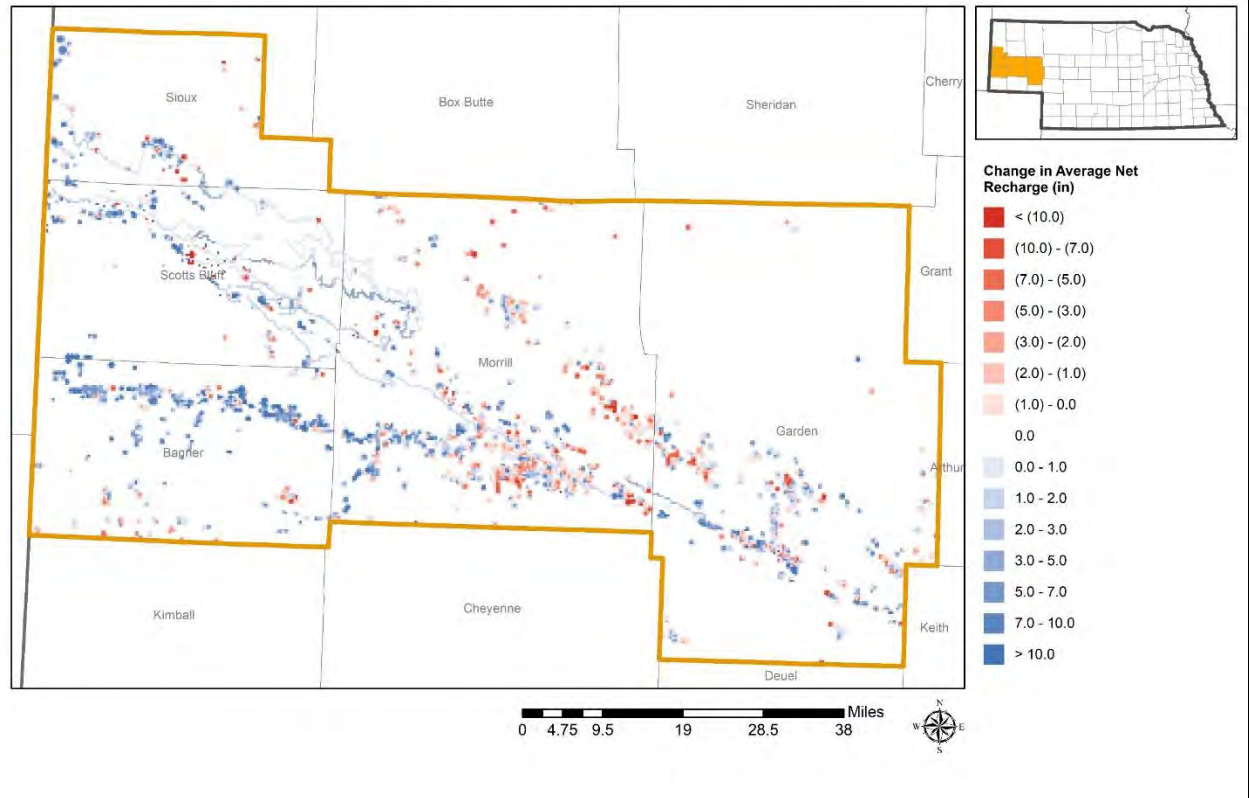 Sioux
Box Butte
Sheridan
Cherry
Scotts Bluff
Morrill
Grant
Banner
Garden
Arthur
Kimball
Cheyenne
Keith
Deuel
0 4.75 9.5 19 28.5 38 Miles
N
W E
S
Change in Average Net
Recharge (in)
< (10.0)
(10.0) - (7.0)
(7.0) - (5.0)
(5.0) - (3.0)
(3.0) - (2.0)
(2.0) - (1.0)
(1.0) - 0.0
0.0
0.0 - 1.0
1.0 - 2.0
2.0 - 3.0
3.0 - 5.0
5.0 - 7.0
7.0 - 10.0
> 10.0